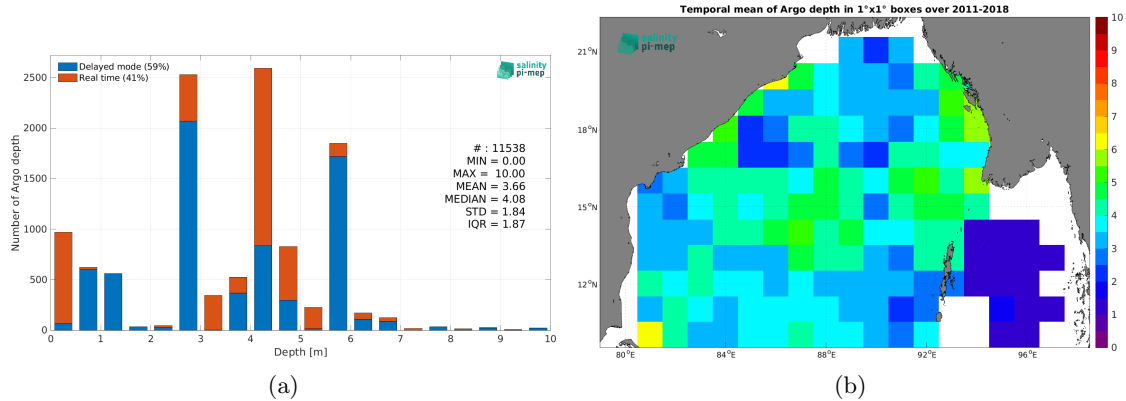 Delayed mode (59%)
Real time (41%)
salinity
pi-mep
Number of Argo depth
2500
2000
1500
1000
500
0
# : 11538
MIN = 0.00
MAX = 10.00
MEAN = 3.66
MEDIAN = 4.08
STD = 1.84
IQR = 1.87
0 1 2 3 4 5 6 7 8 9 10
Depth [m]
(a)
Temporal mean of Argo depth in 1°x1° boxes over 2011-2018
salinity
pi-mep
21°N
18°N
15°N
12°N
80°E 84°E 88°E 92°E 96°E
10
9
8
7
6
5
4
3
2
1
0
(b)